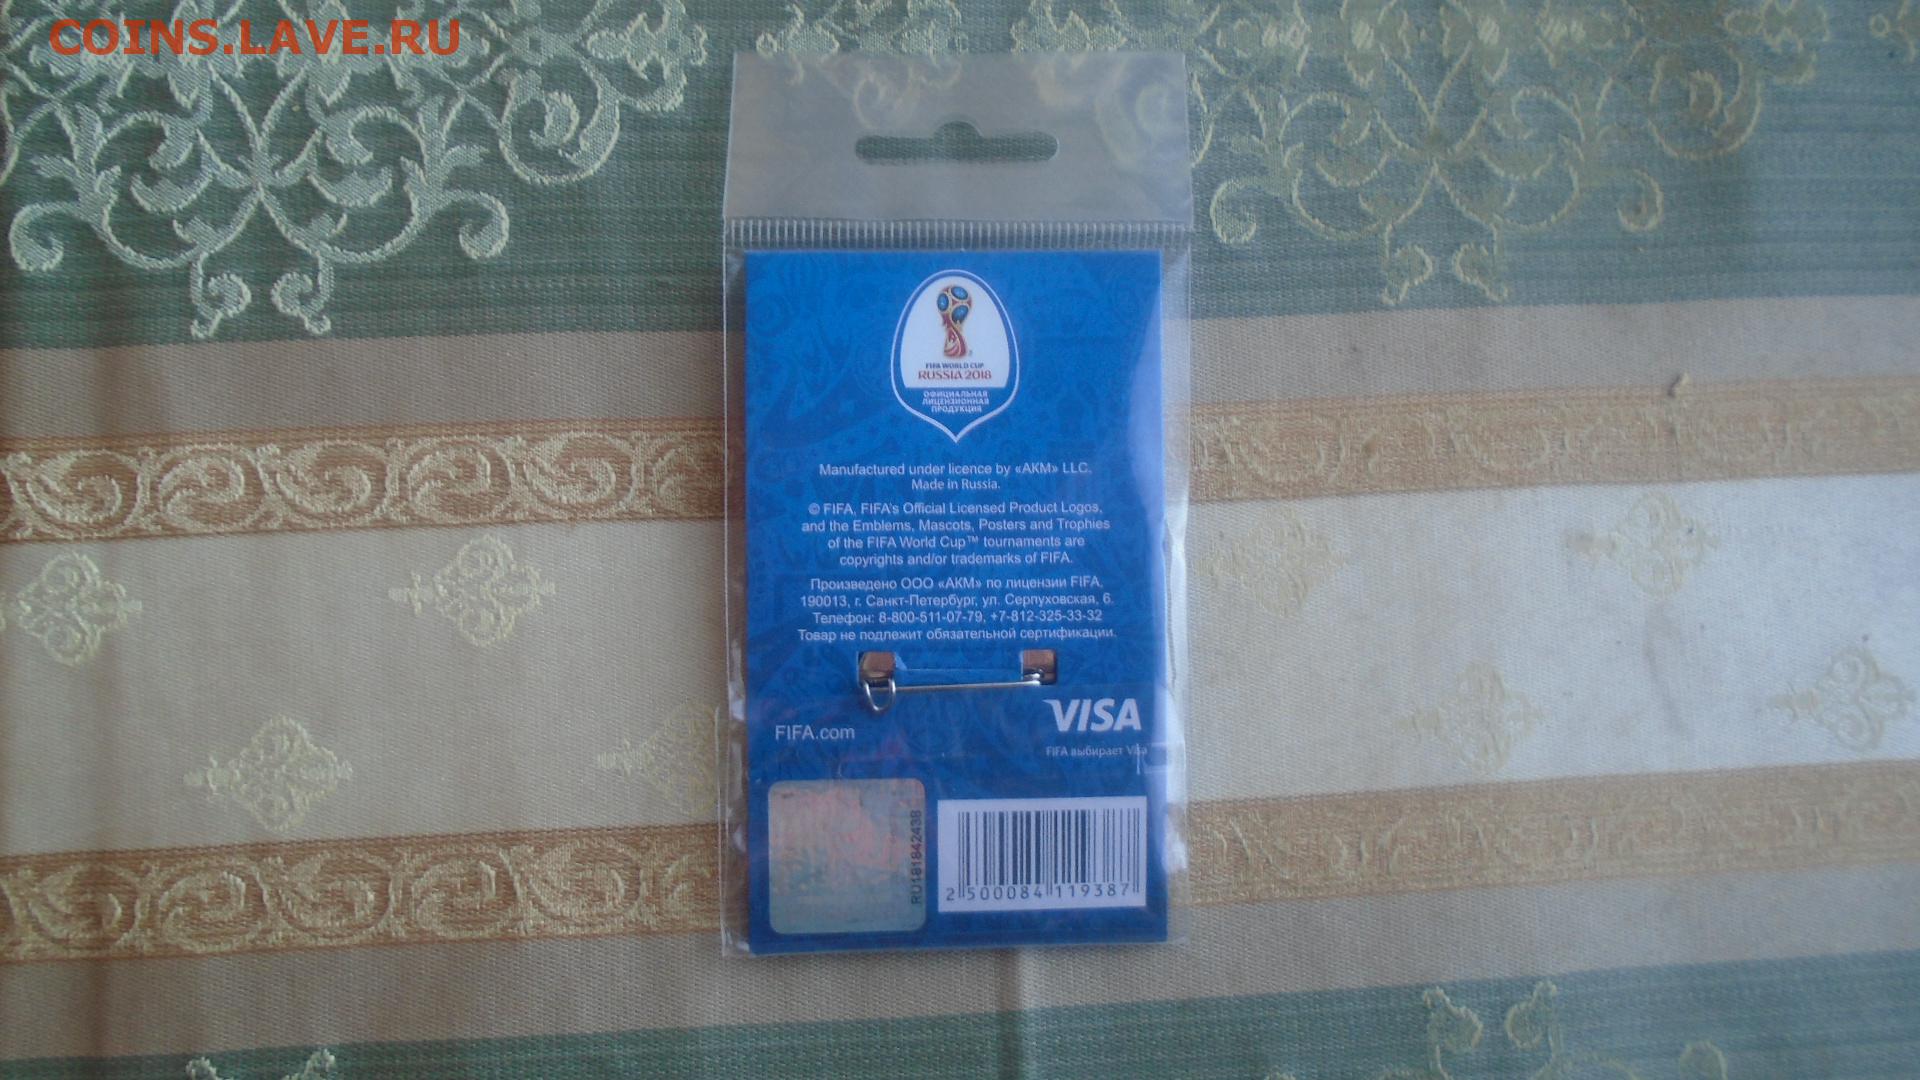 COINS.LAVE.RU
FIFA WORLD CUP
RUSSIA 2018
ОФИЦИАЛЬНАЯ
ЛИЦЕНЗИОННАЯ
ПРОДУКЦИЯ
Manufactured under licence by «AKM» LLC.
Made in Russia.
© FIFA, FIFA's Official Licensed Product Logos,
and the Emblems, Mascots, Posters and Trophies
of the FIFA World Cup™ tournaments are
copyrights and/or trademarks of FIFA.
Произведено ООО «АКМ» по лицензии FIFA.
190013, г. Санкт-Петербург, ул. Серпуховская, 6.
Телефон: 8-800-511-07-79, +7-812-325-33-32
Товар не подлежит обязательной сертификации.
FIFA.com
VISA
FIFA выбирает Visa
RU181842438
2 500084 119387